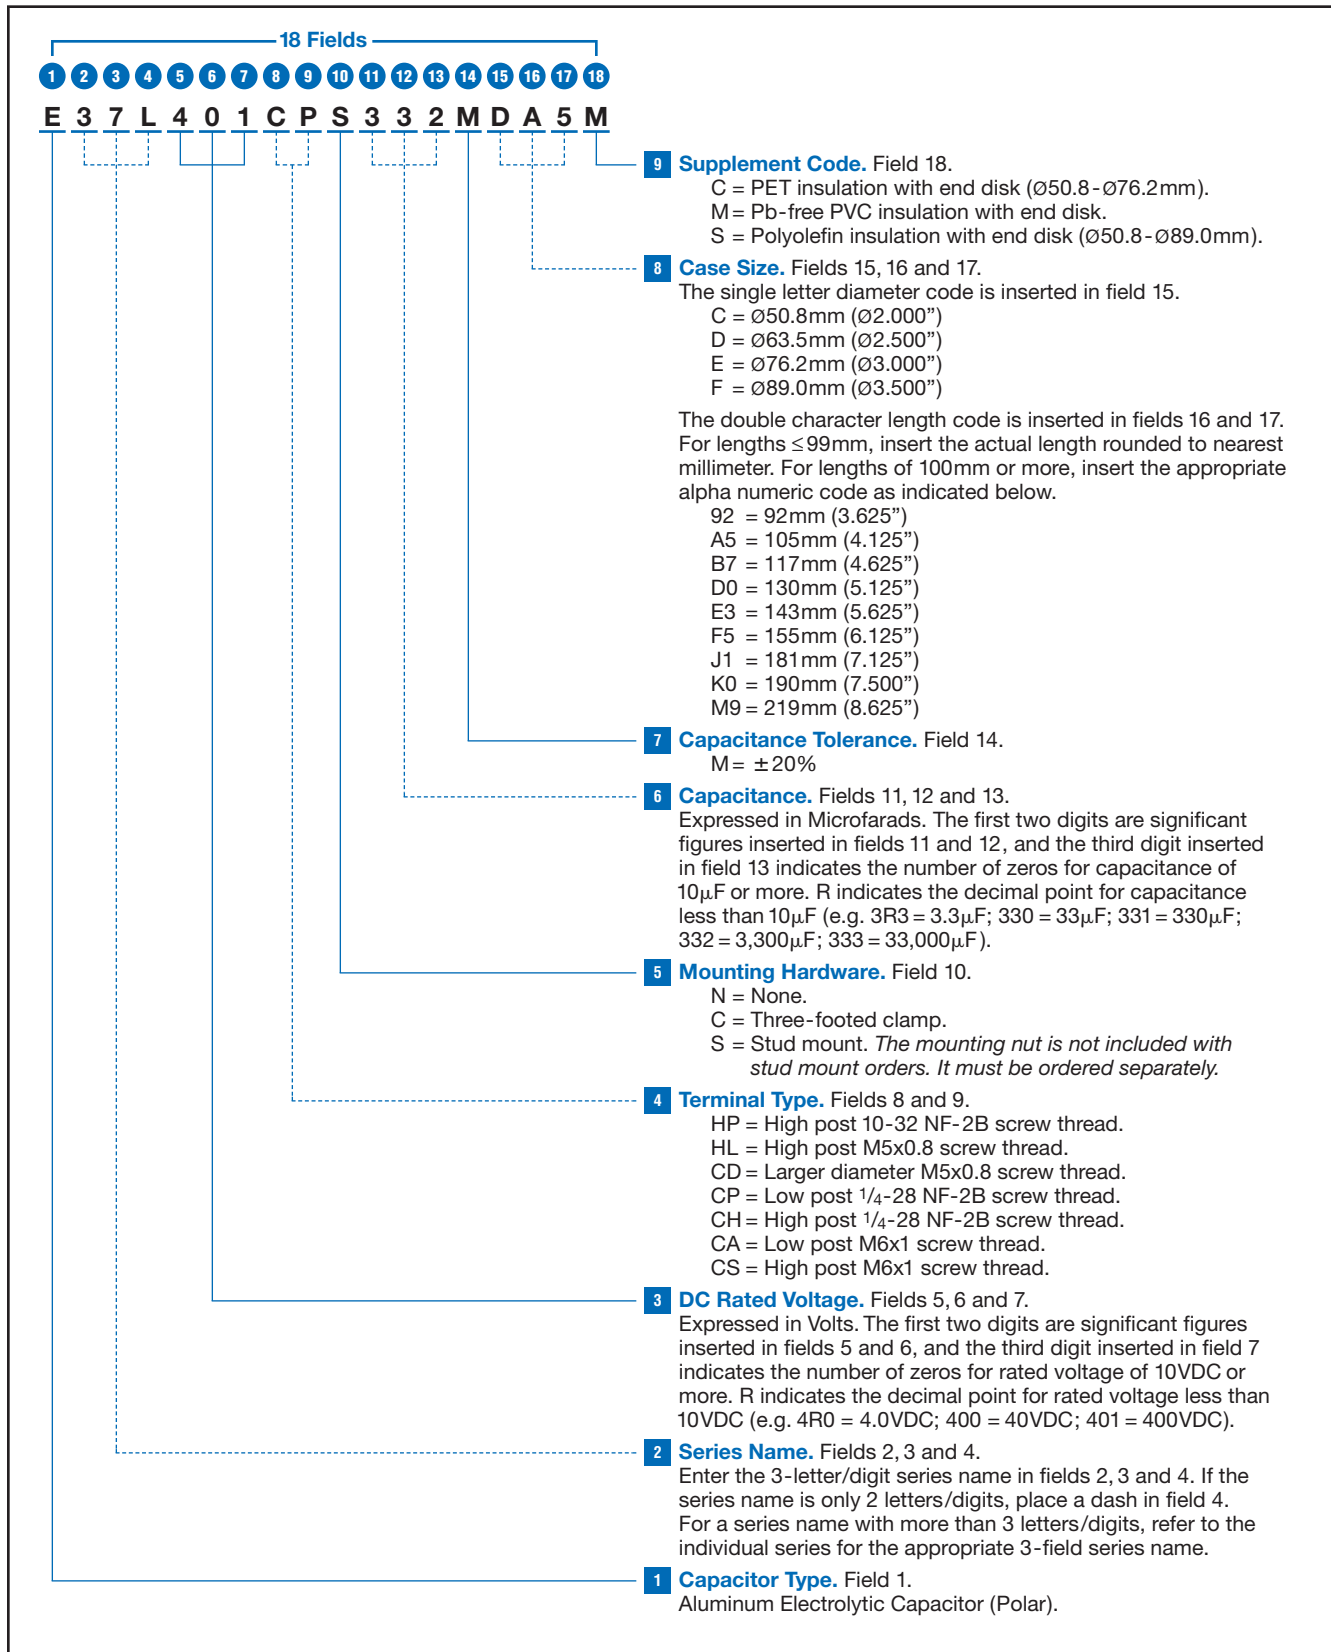 18 Fields
1 2 3 4 5 6 7 8 9 10 11 12 13 14 15 16 17 18
E 3 7 L 4 0 1 C P S 3 3 2 M D A 5 M
9 Supplement Code. Field 18.
C = PET insulation with end disk (Ø50.8-Ø76.2mm).
M = Pb-free PVC insulation with end disk.
S = Polyolefin insulation with end disk (Ø50.8-Ø89.0mm).
8 Case Size. Fields 15, 16 and 17.
The single letter diameter code is inserted in field 15.
C = Ø50.8mm (Ø2.000”)
D = Ø63.5mm (Ø2.500”)
E = Ø76.2mm (Ø3.000”)
F = Ø89.0mm (Ø3.500”)
The double character length code is inserted in fields 16 and 17.
For lengths ≤99mm, insert the actual length rounded to nearest
millimeter. For lengths of 100mm or more, insert the appropriate
alpha numeric code as indicated below.
92 = 92mm (3.625”)
A5 = 105mm (4.125”)
B7 = 117mm (4.625”)
D0 = 130mm (5.125”)
E3 = 143mm (5.625”)
F5 = 155mm (6.125”)
J1 = 181mm (7.125”)
K0 = 190mm (7.500”)
M9 = 219mm (8.625”)
7 Capacitance Tolerance. Field 14.
M = ±20%
6 Capacitance. Fields 11, 12 and 13.
Expressed in Microfarads. The first two digits are significant
figures inserted in fields 11 and 12, and the third digit inserted
in field 13 indicates the number of zeros for capacitance of
10µF or more. R indicates the decimal point for capacitance
less than 10µF (e.g. 3R3 = 3.3µF; 330 = 33µF; 331 = 330µF;
332 = 3,300µF; 333 = 33,000µF).
5 Mounting Hardware. Field 10.
N = None.
C = Three-footed clamp.
S = Stud mount. The mounting nut is not included with
stud mount orders. It must be ordered separately.
4 Terminal Type. Fields 8 and 9.
HP = High post 10-32 NF-2B screw thread.
HL = High post M5x0.8 screw thread.
CD = Larger diameter M5x0.8 screw thread.
CP = Low post 1/4-28 NF-2B screw thread.
CH = High post 1/4-28 NF-2B screw thread.
CA = Low post M6x1 screw thread.
CS = High post M6x1 screw thread.
3 DC Rated Voltage. Fields 5, 6 and 7.
Expressed in Volts. The first two digits are significant figures
inserted in fields 5 and 6, and the third digit inserted in field 7
indicates the number of zeros for rated voltage of 10VDC or
more. R indicates the decimal point for rated voltage less than
10VDC (e.g. 4R0 = 4.0VDC; 400 = 40VDC; 401 = 400VDC).
2 Series Name. Fields 2, 3 and 4.
Enter the 3-letter/digit series name in fields 2, 3 and 4. If the
series name is only 2 letters/digits, place a dash in field 4.
For a series name with more than 3 letters/digits, refer to the
individual series for the appropriate 3-field series name.
1 Capacitor Type. Field 1.
Aluminum Electrolytic Capacitor (Polar).